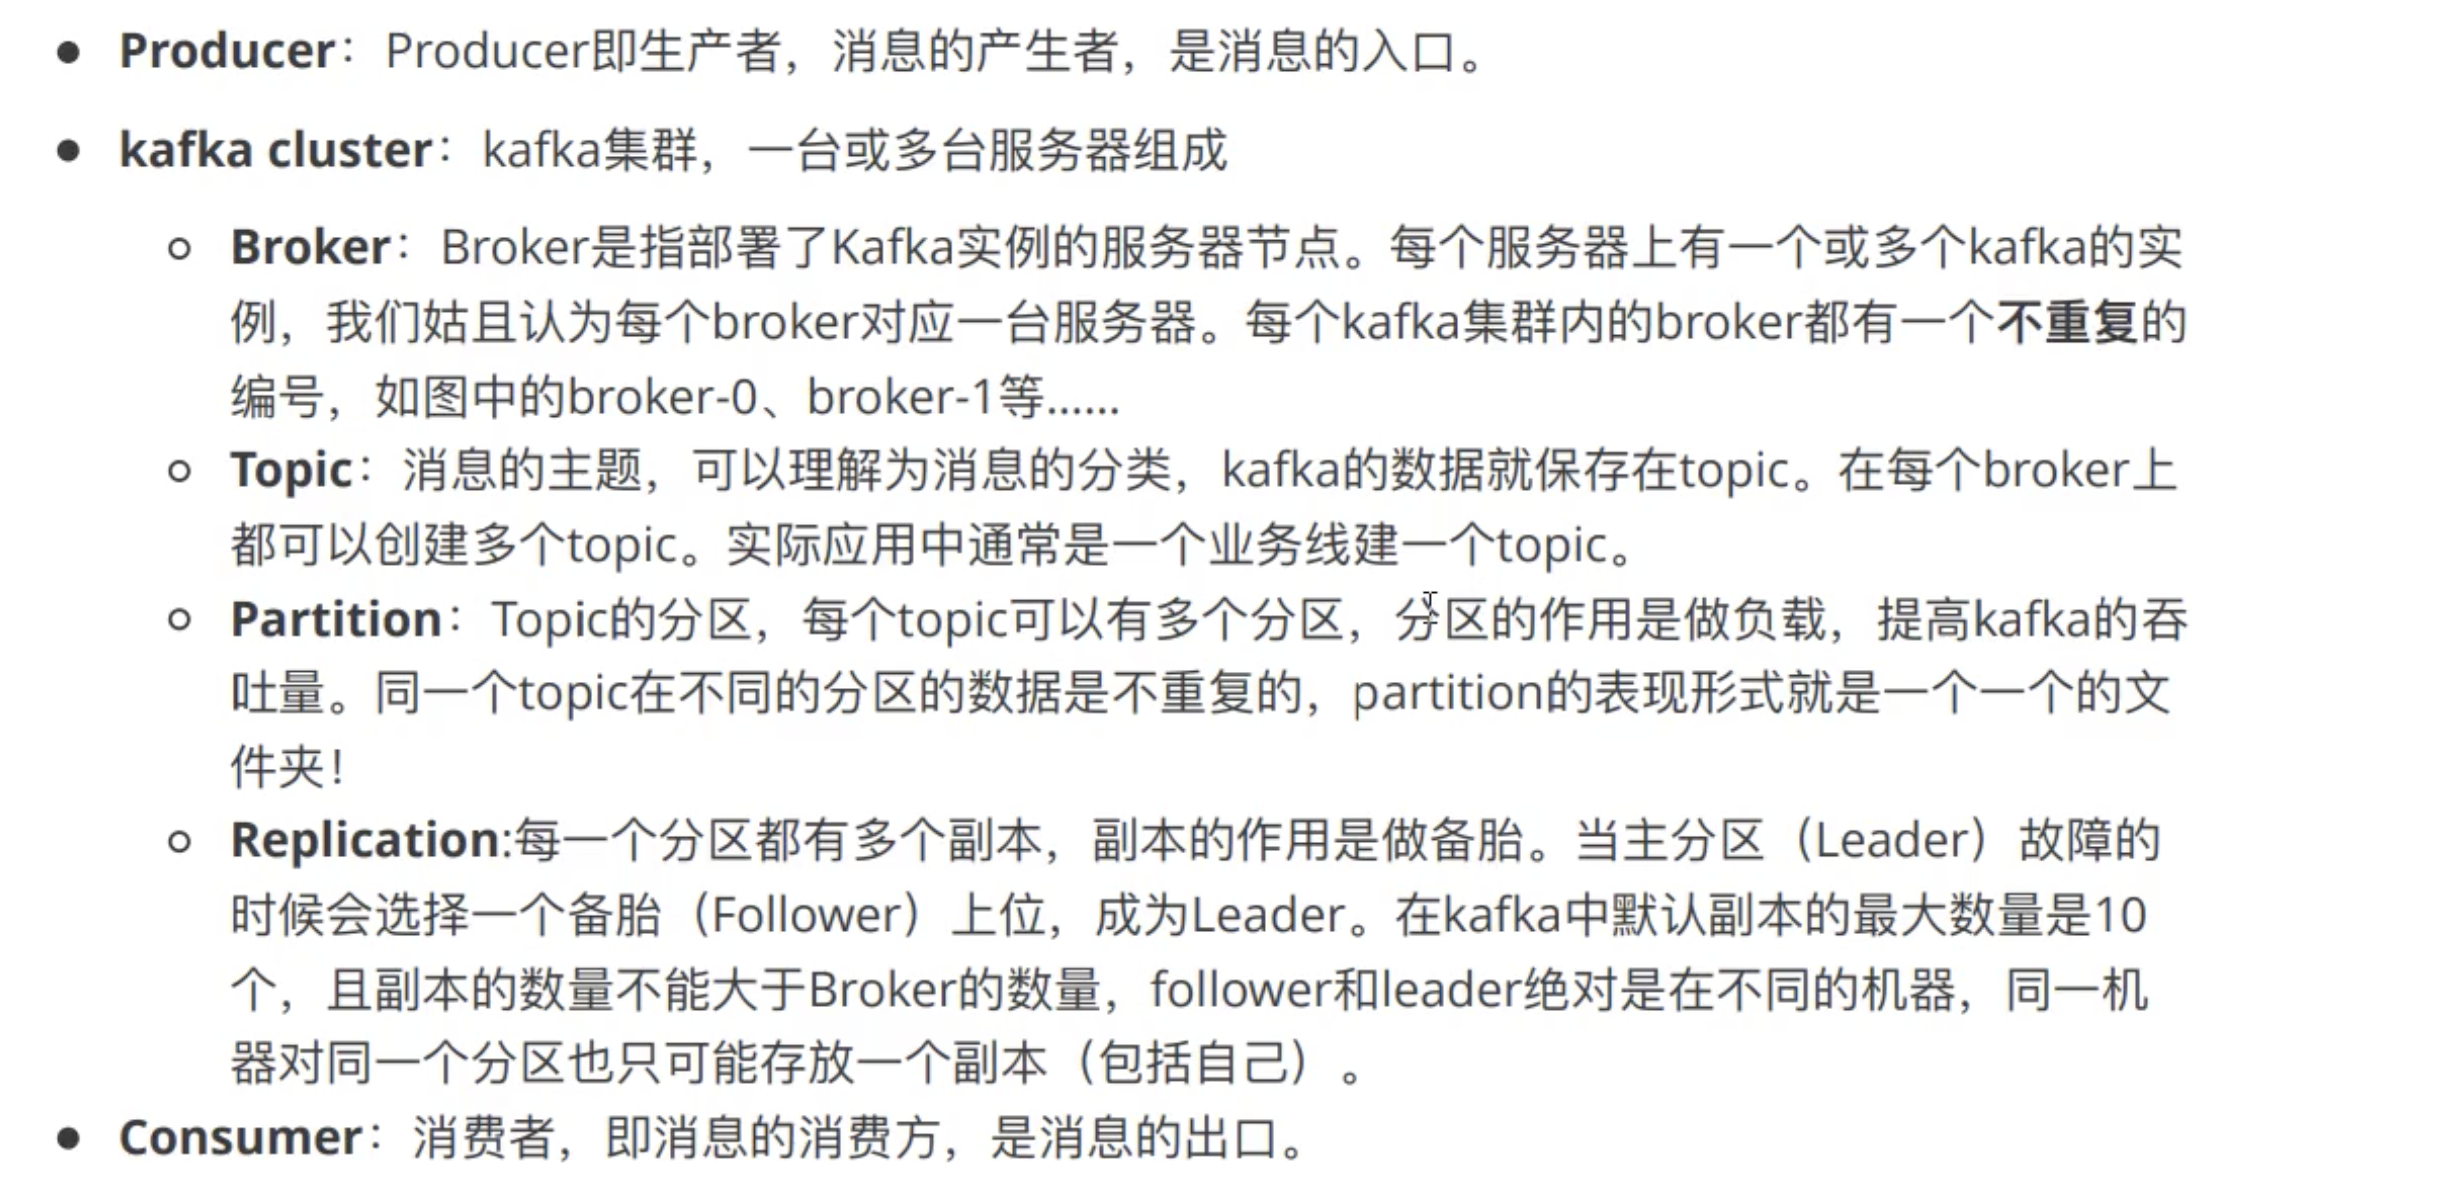 Producer：Producer即生产者，消息的产生者，是消息的入口。
kafka cluster：kafka集群，一台或多台服务器组成
Broker：Broker是指部署了Kafka实例的服务器节点。每个服务器上有一个或多个kafka的实
例，我们姑且认为每个broker对应一台服务器。每个kafka集群内的broker都有一个不重复的
编号，如图中的broker-0、broker-1等……
Topic：消息的主题，可以理解为消息的分类，kafka的数据就保存在topic。在每个broker上
都可以创建多个topic。实际应用中通常是一个业务线建一个topic。
Partition：Topic的分区，每个topic可以有多个分区，分区的作用是做负载，提高kafka的吞
吐量。同一个topic在不同的分区的数据是不重复的，partition的表现形式就是一个一个的文
件夹！
Replication:每一个分区都有多个副本，副本的作用是做备胎。当主分区（Leader）故障的
时候会选择一个备胎（Follower）上位，成为Leader。在kafka中默认副本的最大数量是10
个，且副本的数量不能大于Broker的数量，follower和leader绝对是在不同的机器，同一机
器对同一个分区也只可能存放一个副本（包括自己）。
Consumer：消费者，即消息的消费方，是消息的出口。